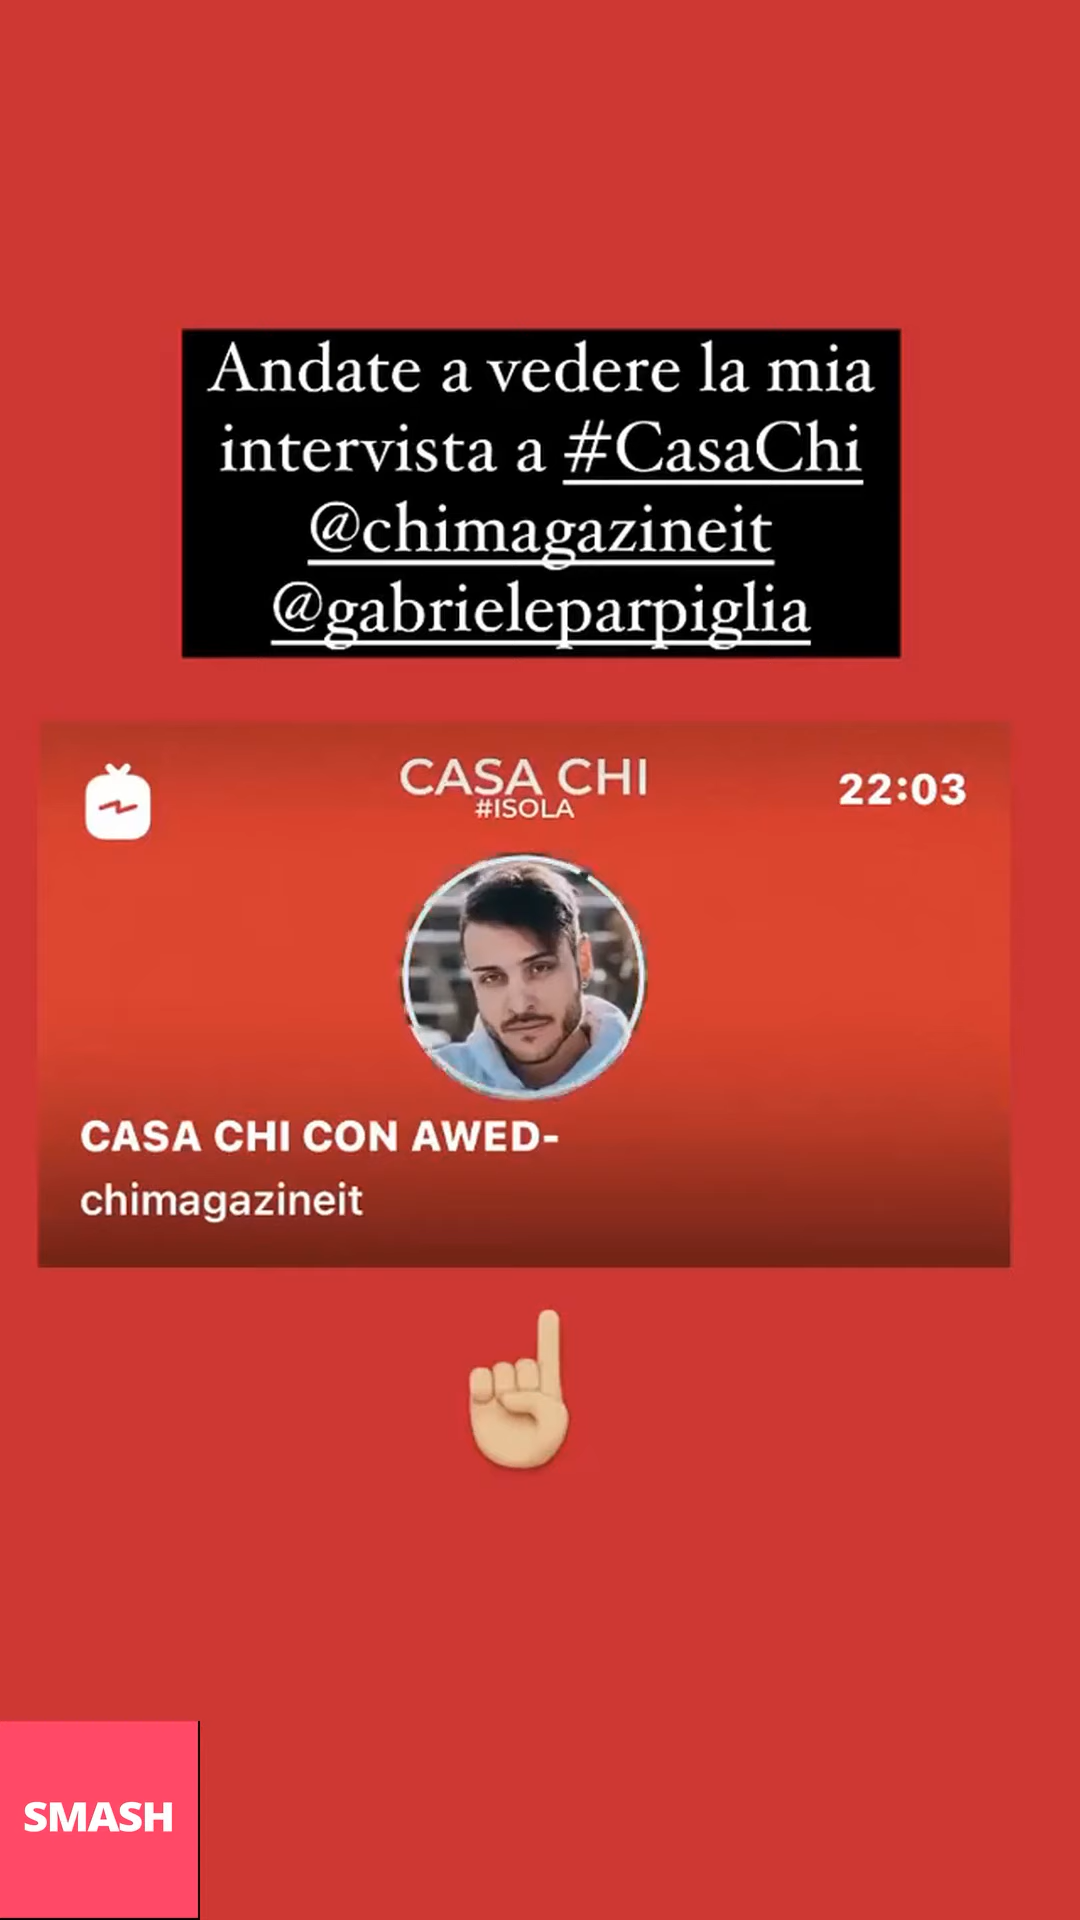 Andate a vedere la mia
intervista a #CasaChi
@chimagazineit
@gabrieleparpiglia
CASA CHI
#ISOLA
22:03
CASA CHI CON AWED-
chimagazineit
SMASH